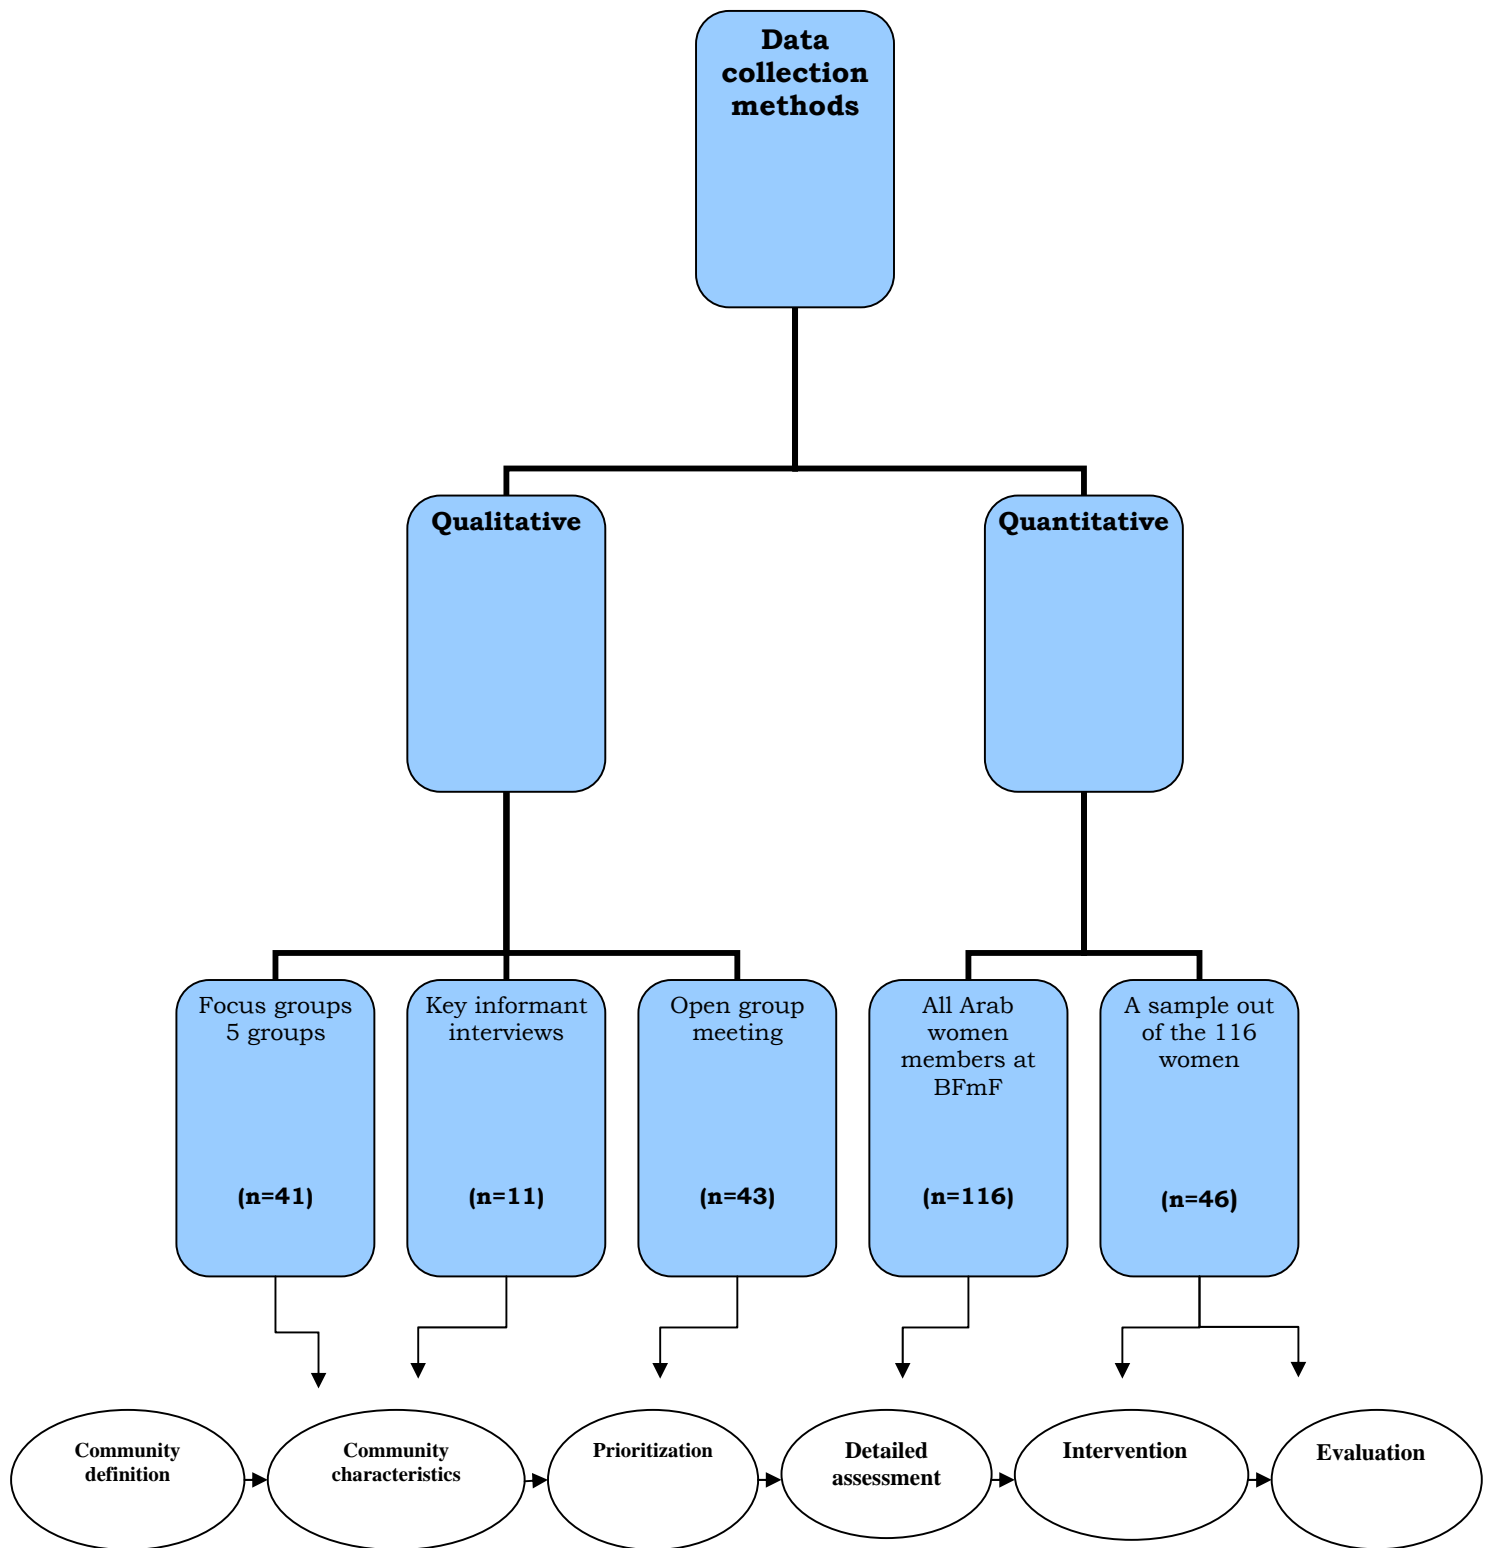 Data
collection
methods
Qualitative
Quantitative
Focus groups
5 groups
(n=41)
Key informant
interviews
(n=11)
Open group
meeting
(n=43)
All Arab
women
members at
BFmF
(n=116)
A sample out
of the 116
women
(n=46)
Community
definition
Community
characteristics
Prioritization
Detailed
assessment
Intervention
Evaluation